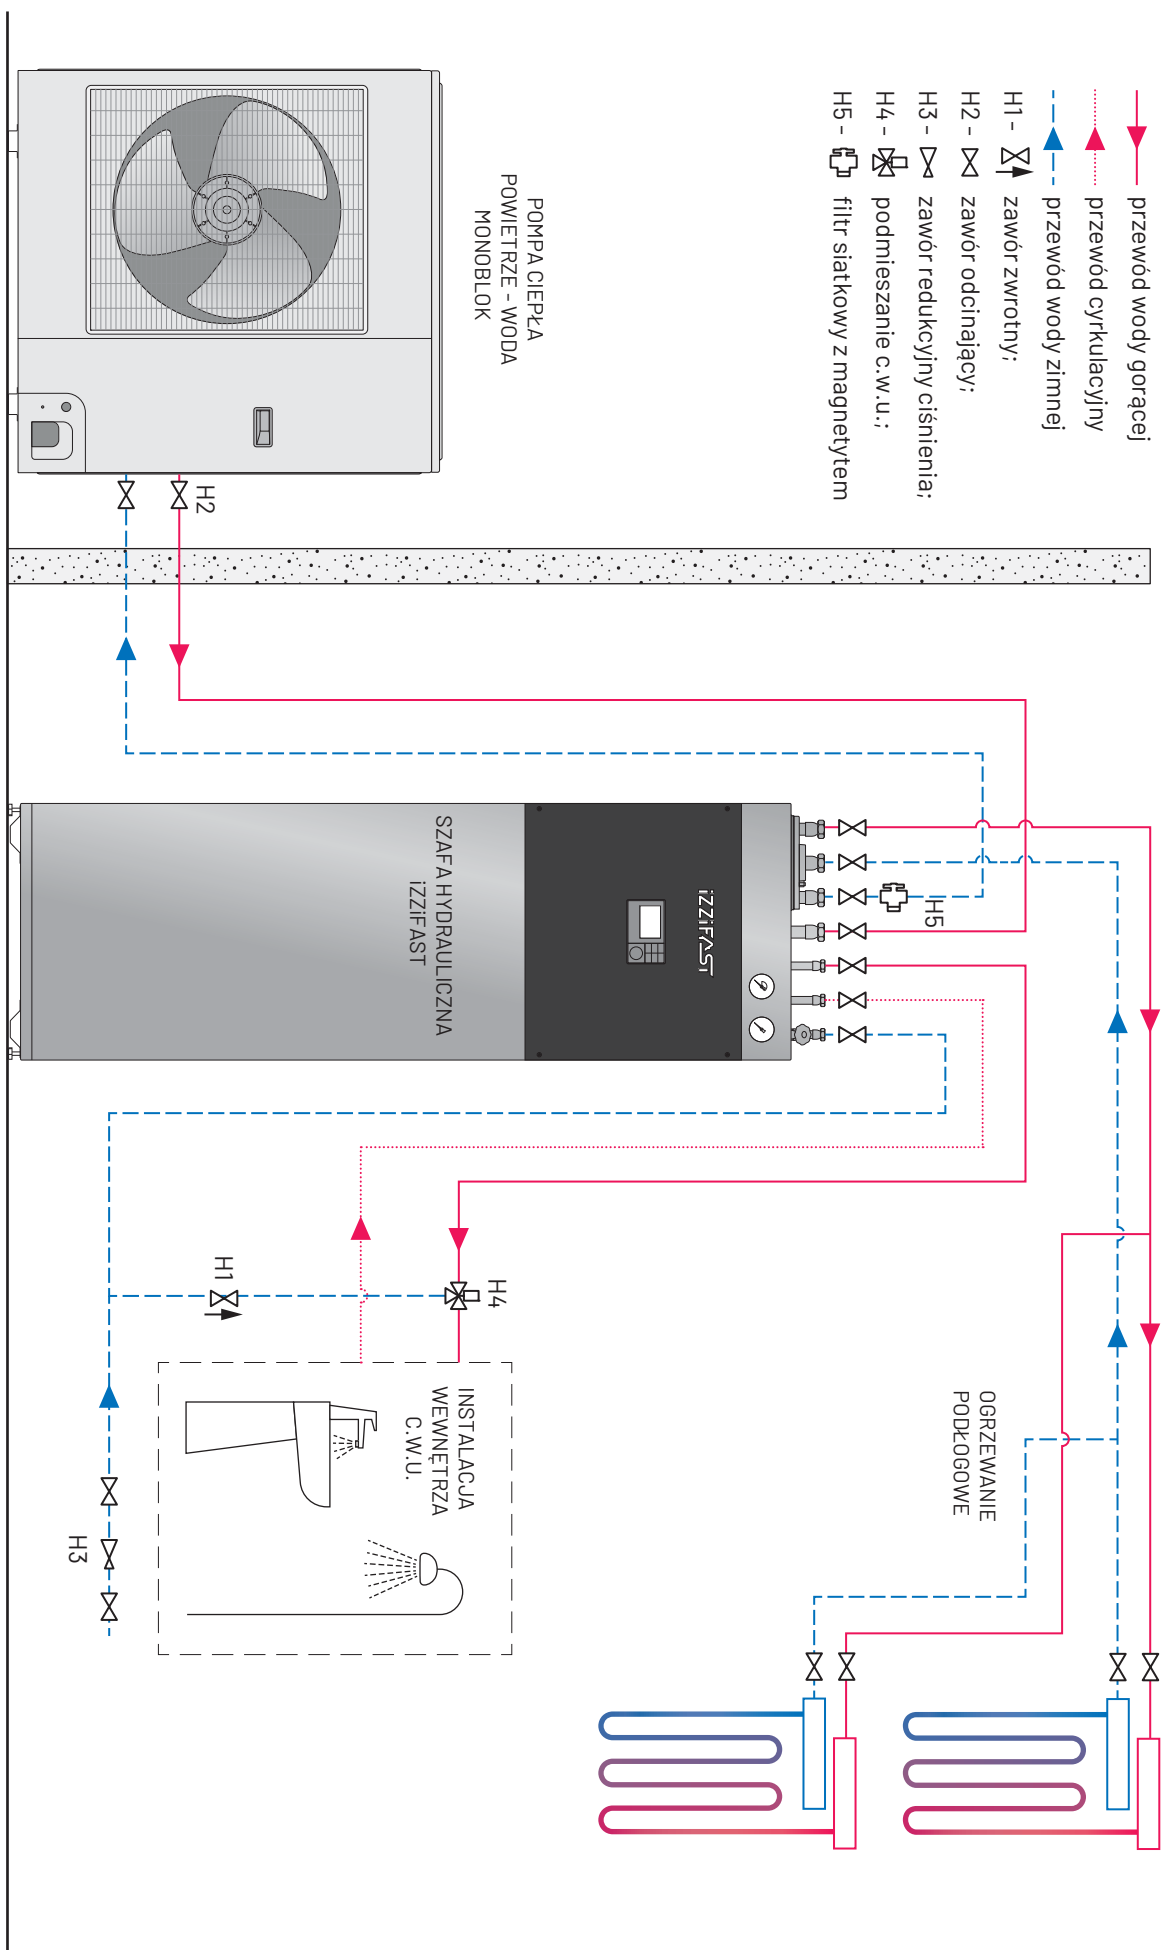 przewód wody gorącej
przewód cyrkulacyjny
przewód wody zimnej
H1 - zawór zwrotny;
H2 - zawór odcinający;
H3 - zawór redukcyjny ciśnienia;
H4 - podmieszanie c.w.u.;
H5 - filtr siatkowy z magnetytem
POMPA CIEPŁA
POWIETRZE - WODA
MONOBLOK
H2
H5
iZZiFAST
SZAFA HYDRAULICZNA
iZZiFAST
H4
H1
INSTALACJA
WEWNĘTRZA
C.W.U.
H3
OGRZEWANIE
PODŁOGOWE